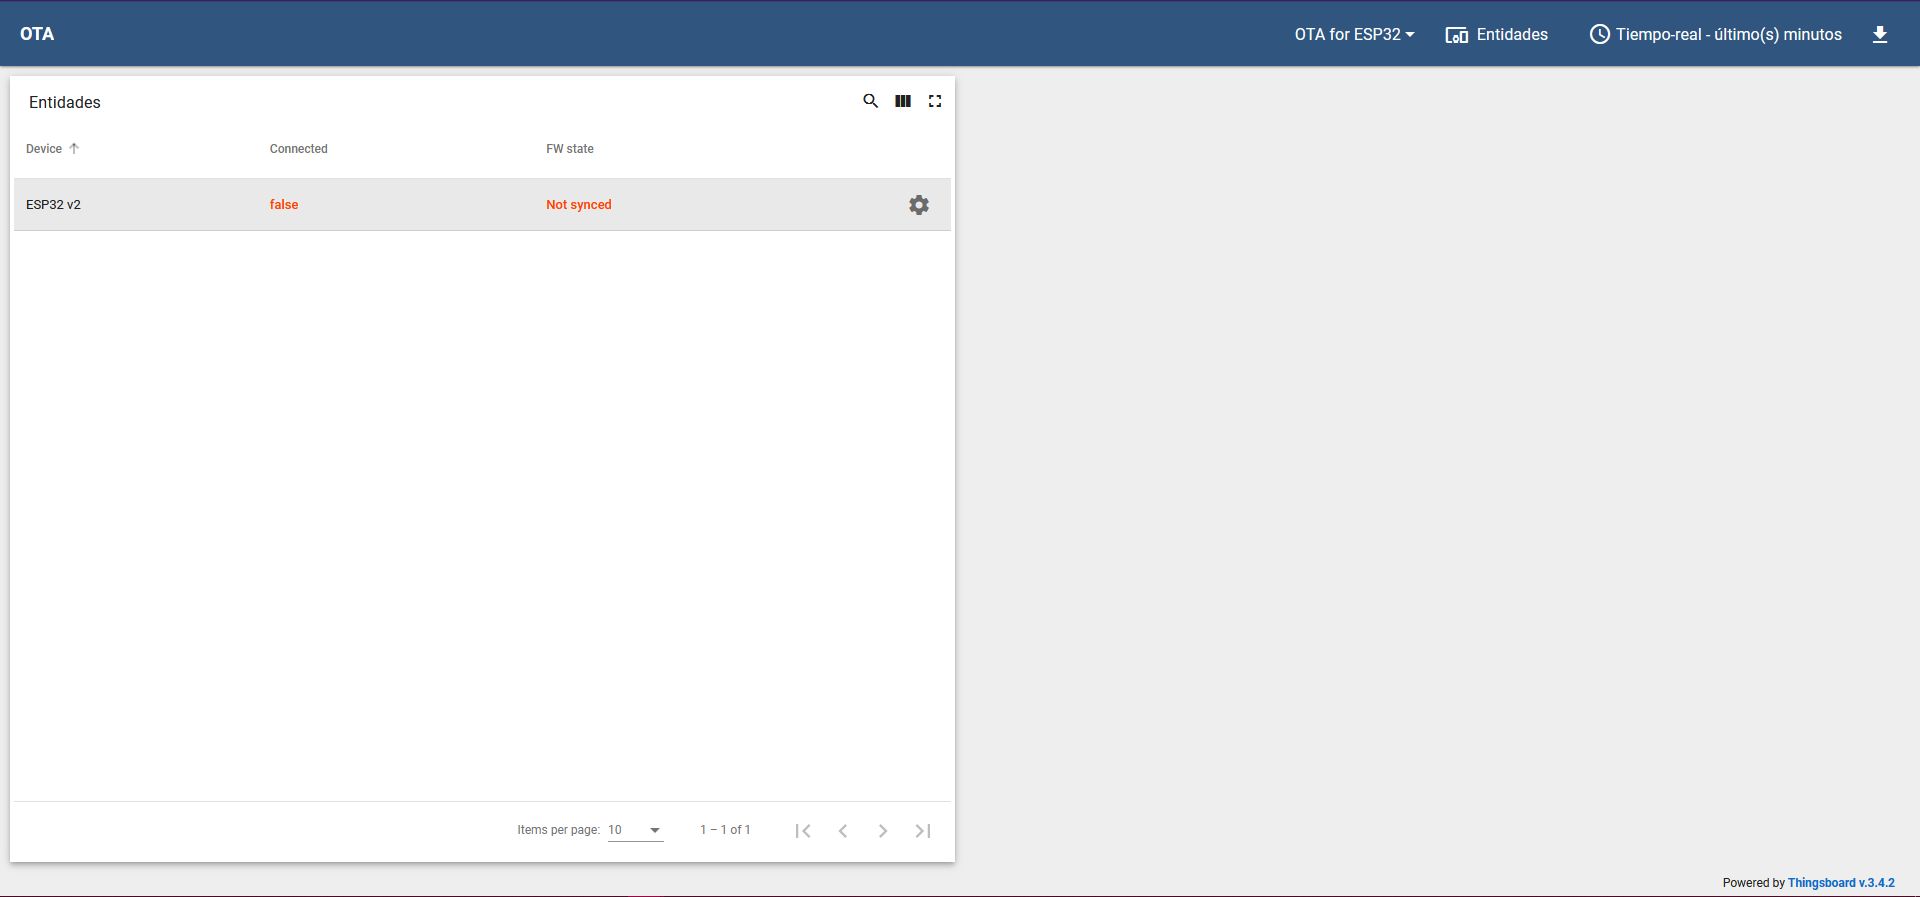 OTA
OTA for ESP32
Entidades
Tiempo-real - último(s) minutos
Entidades
Device
Connected
FW state
ESP32 v2
false
Not synced
Items per page: 10
1 – 1 of 1
Powered by Thingsboard v.3.4.2